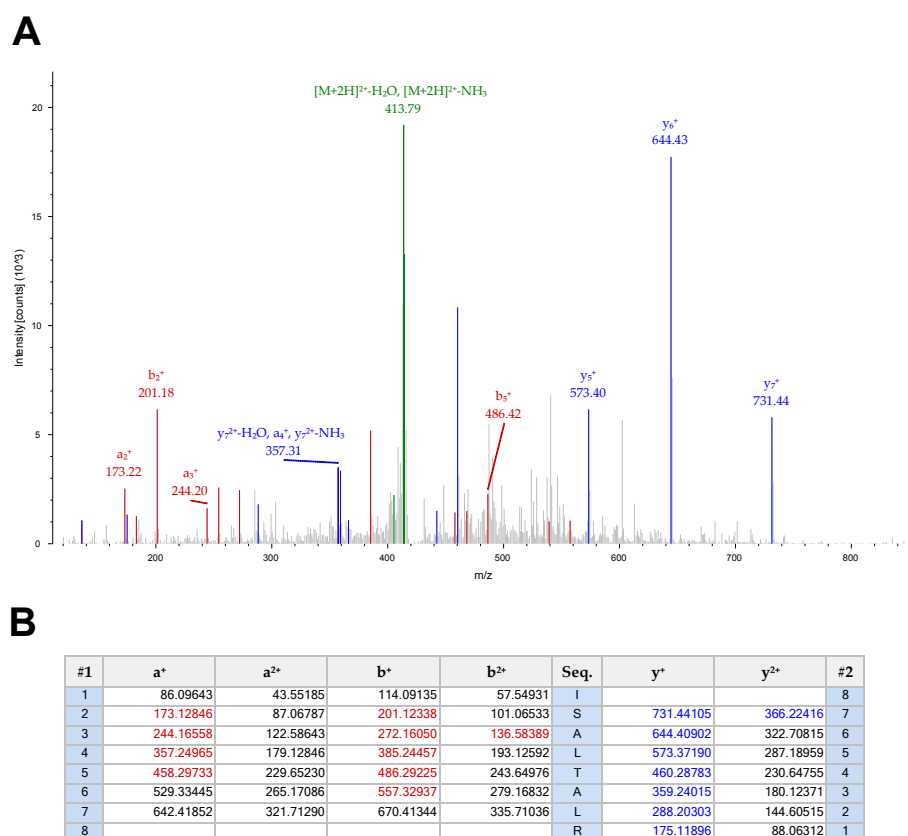 A
[M+2H]²⁺-H₂O, [M+2H]²⁺-NH₃
413.79
y₆⁺
644.43
b₂⁺
201.18
a₂⁺
173.22
a₃⁺
244.20
y₇²⁺-H₂O, a₄⁺, y₇²⁺-NH₃
357.31
b₅⁺
486.42
y₅⁺
573.40
y₇⁺
731.44
Intensity [counts] (10^3)
20
15
10
5
0
200 300 400 500 600 700 800
m/z
B
#1 a⁺ a²⁺ b⁺ b²⁺ Seq. y⁺ y²⁺ #2
1 86.09643 43.55185 114.09135 57.54931 I 8
2 173.12846 87.06787 201.12338 101.06533 S 731.44105 366.22416 7
3 244.16558 122.58643 272.16050 136.58389 A 644.40902 322.70815 6
4 357.24965 179.12846 385.24457 193.12592 L 573.37190 287.18959 5
5 458.29733 229.65230 486.29225 243.64976 T 460.28783 230.64755 4
6 529.33445 265.17086 557.32937 279.16832 A 359.24015 180.12371 3
7 642.41852 321.71290 670.41344 335.71036 L 288.20303 144.60515 2
8 R 175.11896 88.06312 1